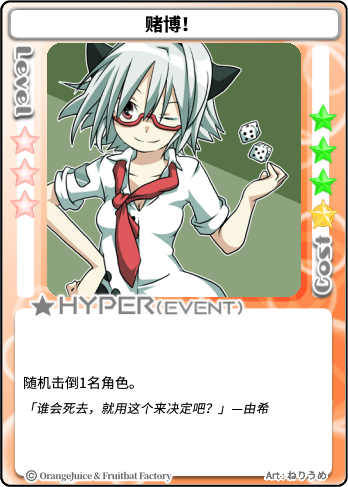 赌博！
Level
Cost
HYPER(EVENT)
随机击倒1名角色。
「谁会死去，就用这个来决定吧？」—由希
© OrangeJuice & Fruitbat Factory
Art : ねりうめ